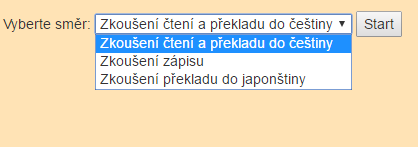 Vyberte směr: Zkoušení čtení a překladu do češtiny Start
Zkoušení čtení a překladu do češtiny
Zkoušení zápisu
Zkoušení překladu do japonštiny